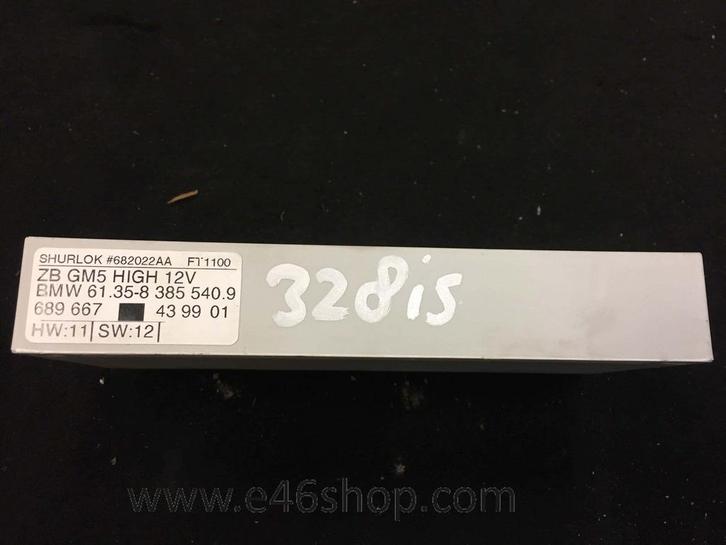 SHURLOK #682022AA FT1100
ZB GM5 HIGH 12V
BMW 61.35-8 385 540.9
689 667 43 99 01
HW:11 SW:12
328is
www.e46shop.com